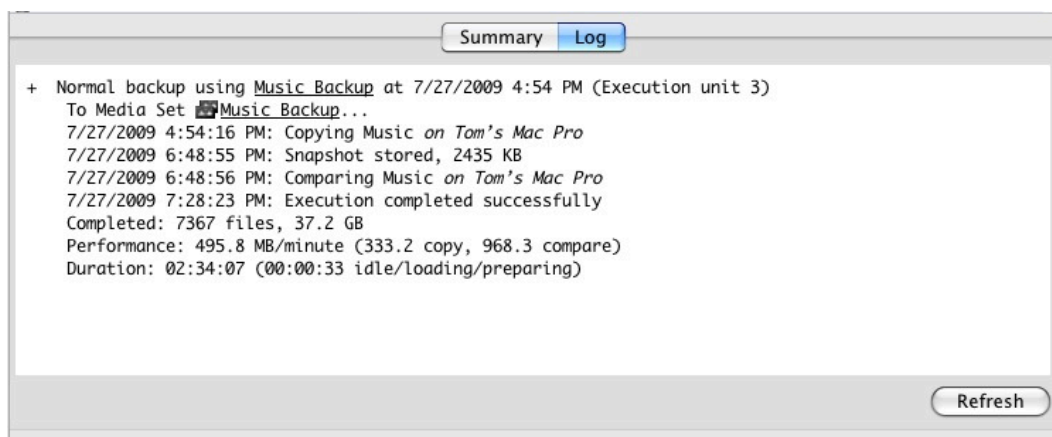 Summary Log
+ Normal backup using Music Backup at 7/27/2009 4:54 PM (Execution unit 3)
To Media Set Music Backup...
7/27/2009 4:54:16 PM: Copying Music on Tom's Mac Pro
7/27/2009 6:48:55 PM: Snapshot stored, 2435 KB
7/27/2009 6:48:56 PM: Comparing Music on Tom's Mac Pro
7/27/2009 7:28:23 PM: Execution completed successfully
Completed: 7367 files, 37.2 GB
Performance: 495.8 MB/minute (333.2 copy, 968.3 compare)
Duration: 02:34:07 (00:00:33 idle/loading/preparing)
Refresh